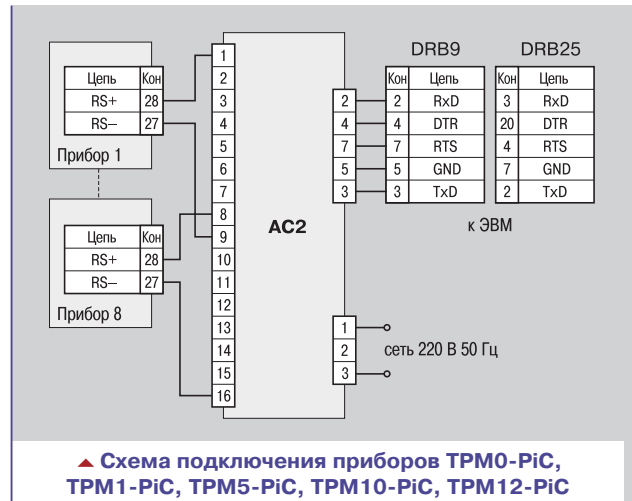 DRB9
DRB25
Цепь Кон
RS+ 28
RS– 27
Прибор 1
Цепь Кон
RS+ 28
RS– 27
Прибор 8
1
2
3
4
5
6
7
8
9
10
11
12
13
14
15
16
АС2
2
4
7
5
3
1
2
3
Кон Цепь
2 RxD
4 DTR
7 RTS
5 GND
3 TxD
Кон Цепь
3 RxD
20 DTR
4 RTS
7 GND
2 TxD
к ЭВМ
сеть 220 В 50 Гц
Схема подключения приборов ТРМ0-PiC,
ТРМ1-PiC, ТРМ5-PiC, ТРМ10-PiC, ТРМ12-PiC